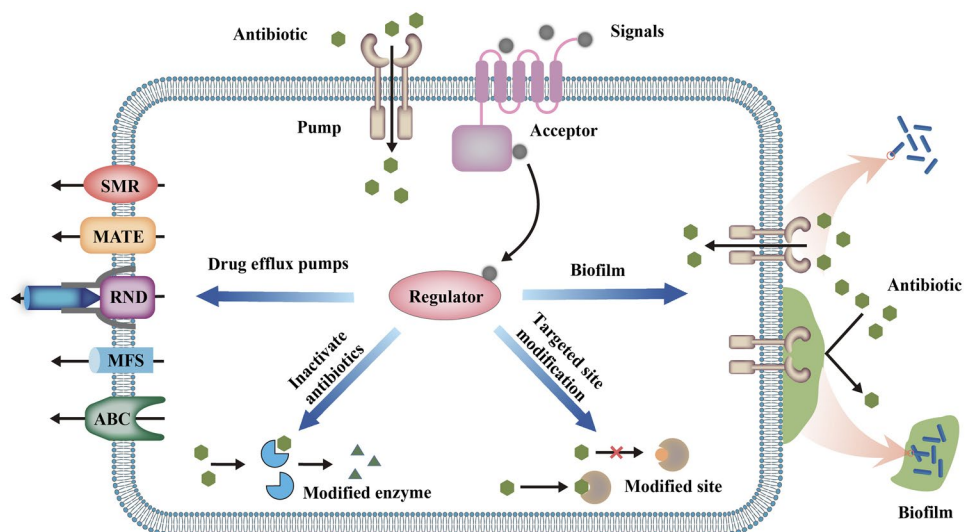 Antibiotic
Signals
Pump
Acceptor
SMR
MATE
Drug efflux pumps
Biofilm
Antibiotic
RND
Regulator
MFS
Inactivate
antibiotics
Targeted site
modification
ABC
Modified enzyme
Modified site
Biofilm